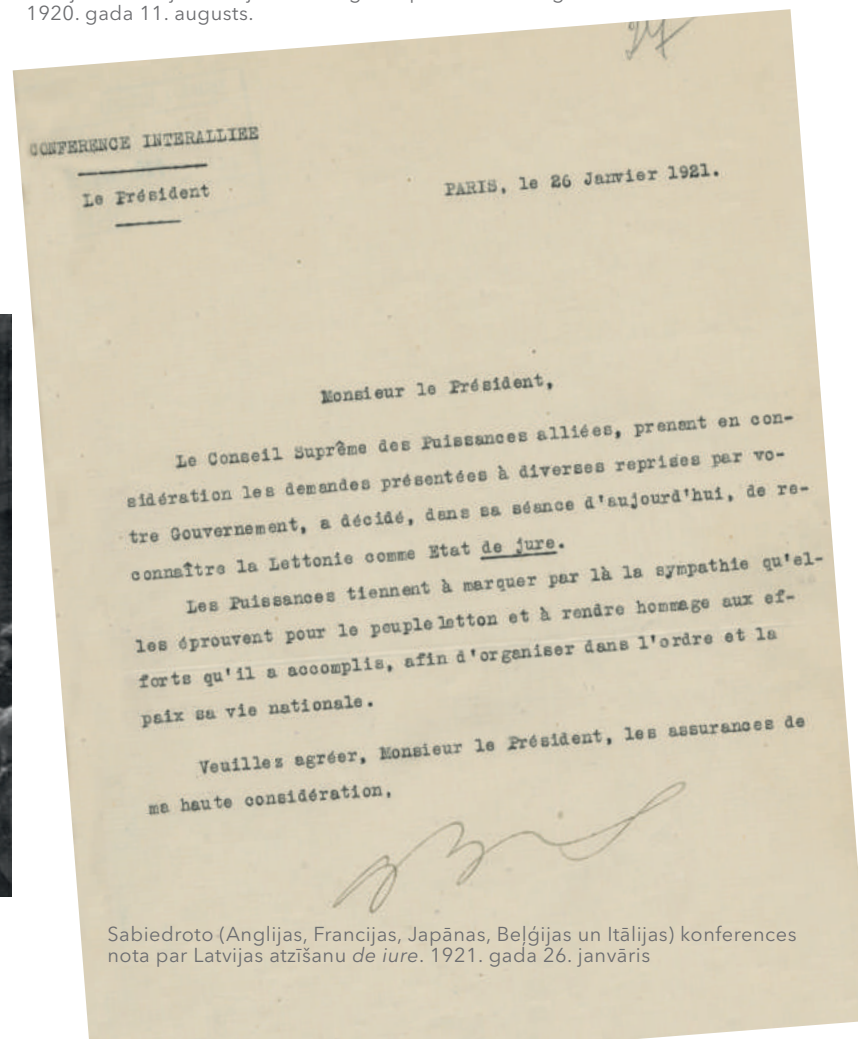 1920. gada 11. augusts.
CONFERENCE INTERALLIEE
Le Président
PARIS, le 26 Janvier 1921.
Monsieur le Président,
Le Conseil Suprême des Puissances alliées, prenant en con-
sidération les demandes présentées à diverses reprises par vo-
tre Gouvernement, a décidé, dans sa séance d'aujourd'hui, de re-
connaître la Lettonie comme Etat de jure.
Les Puissances tiennent à marquer par là la sympathie qu'el-
les éprouvent pour le peuple letton et à rendre hommage aux ef-
forts qu'il a accomplis, afin d'organiser dans l'ordre et la
paix sa vie nationale.
Veuillez agréer, Monsieur le Président, les assurances de
ma haute considération,
Sabiedroto (Anglijas, Francijas, Japānas, Beļģijas un Itālijas) konferences
nota par Latvijas atzīšanu de iure. 1921. gada 26. janvāris